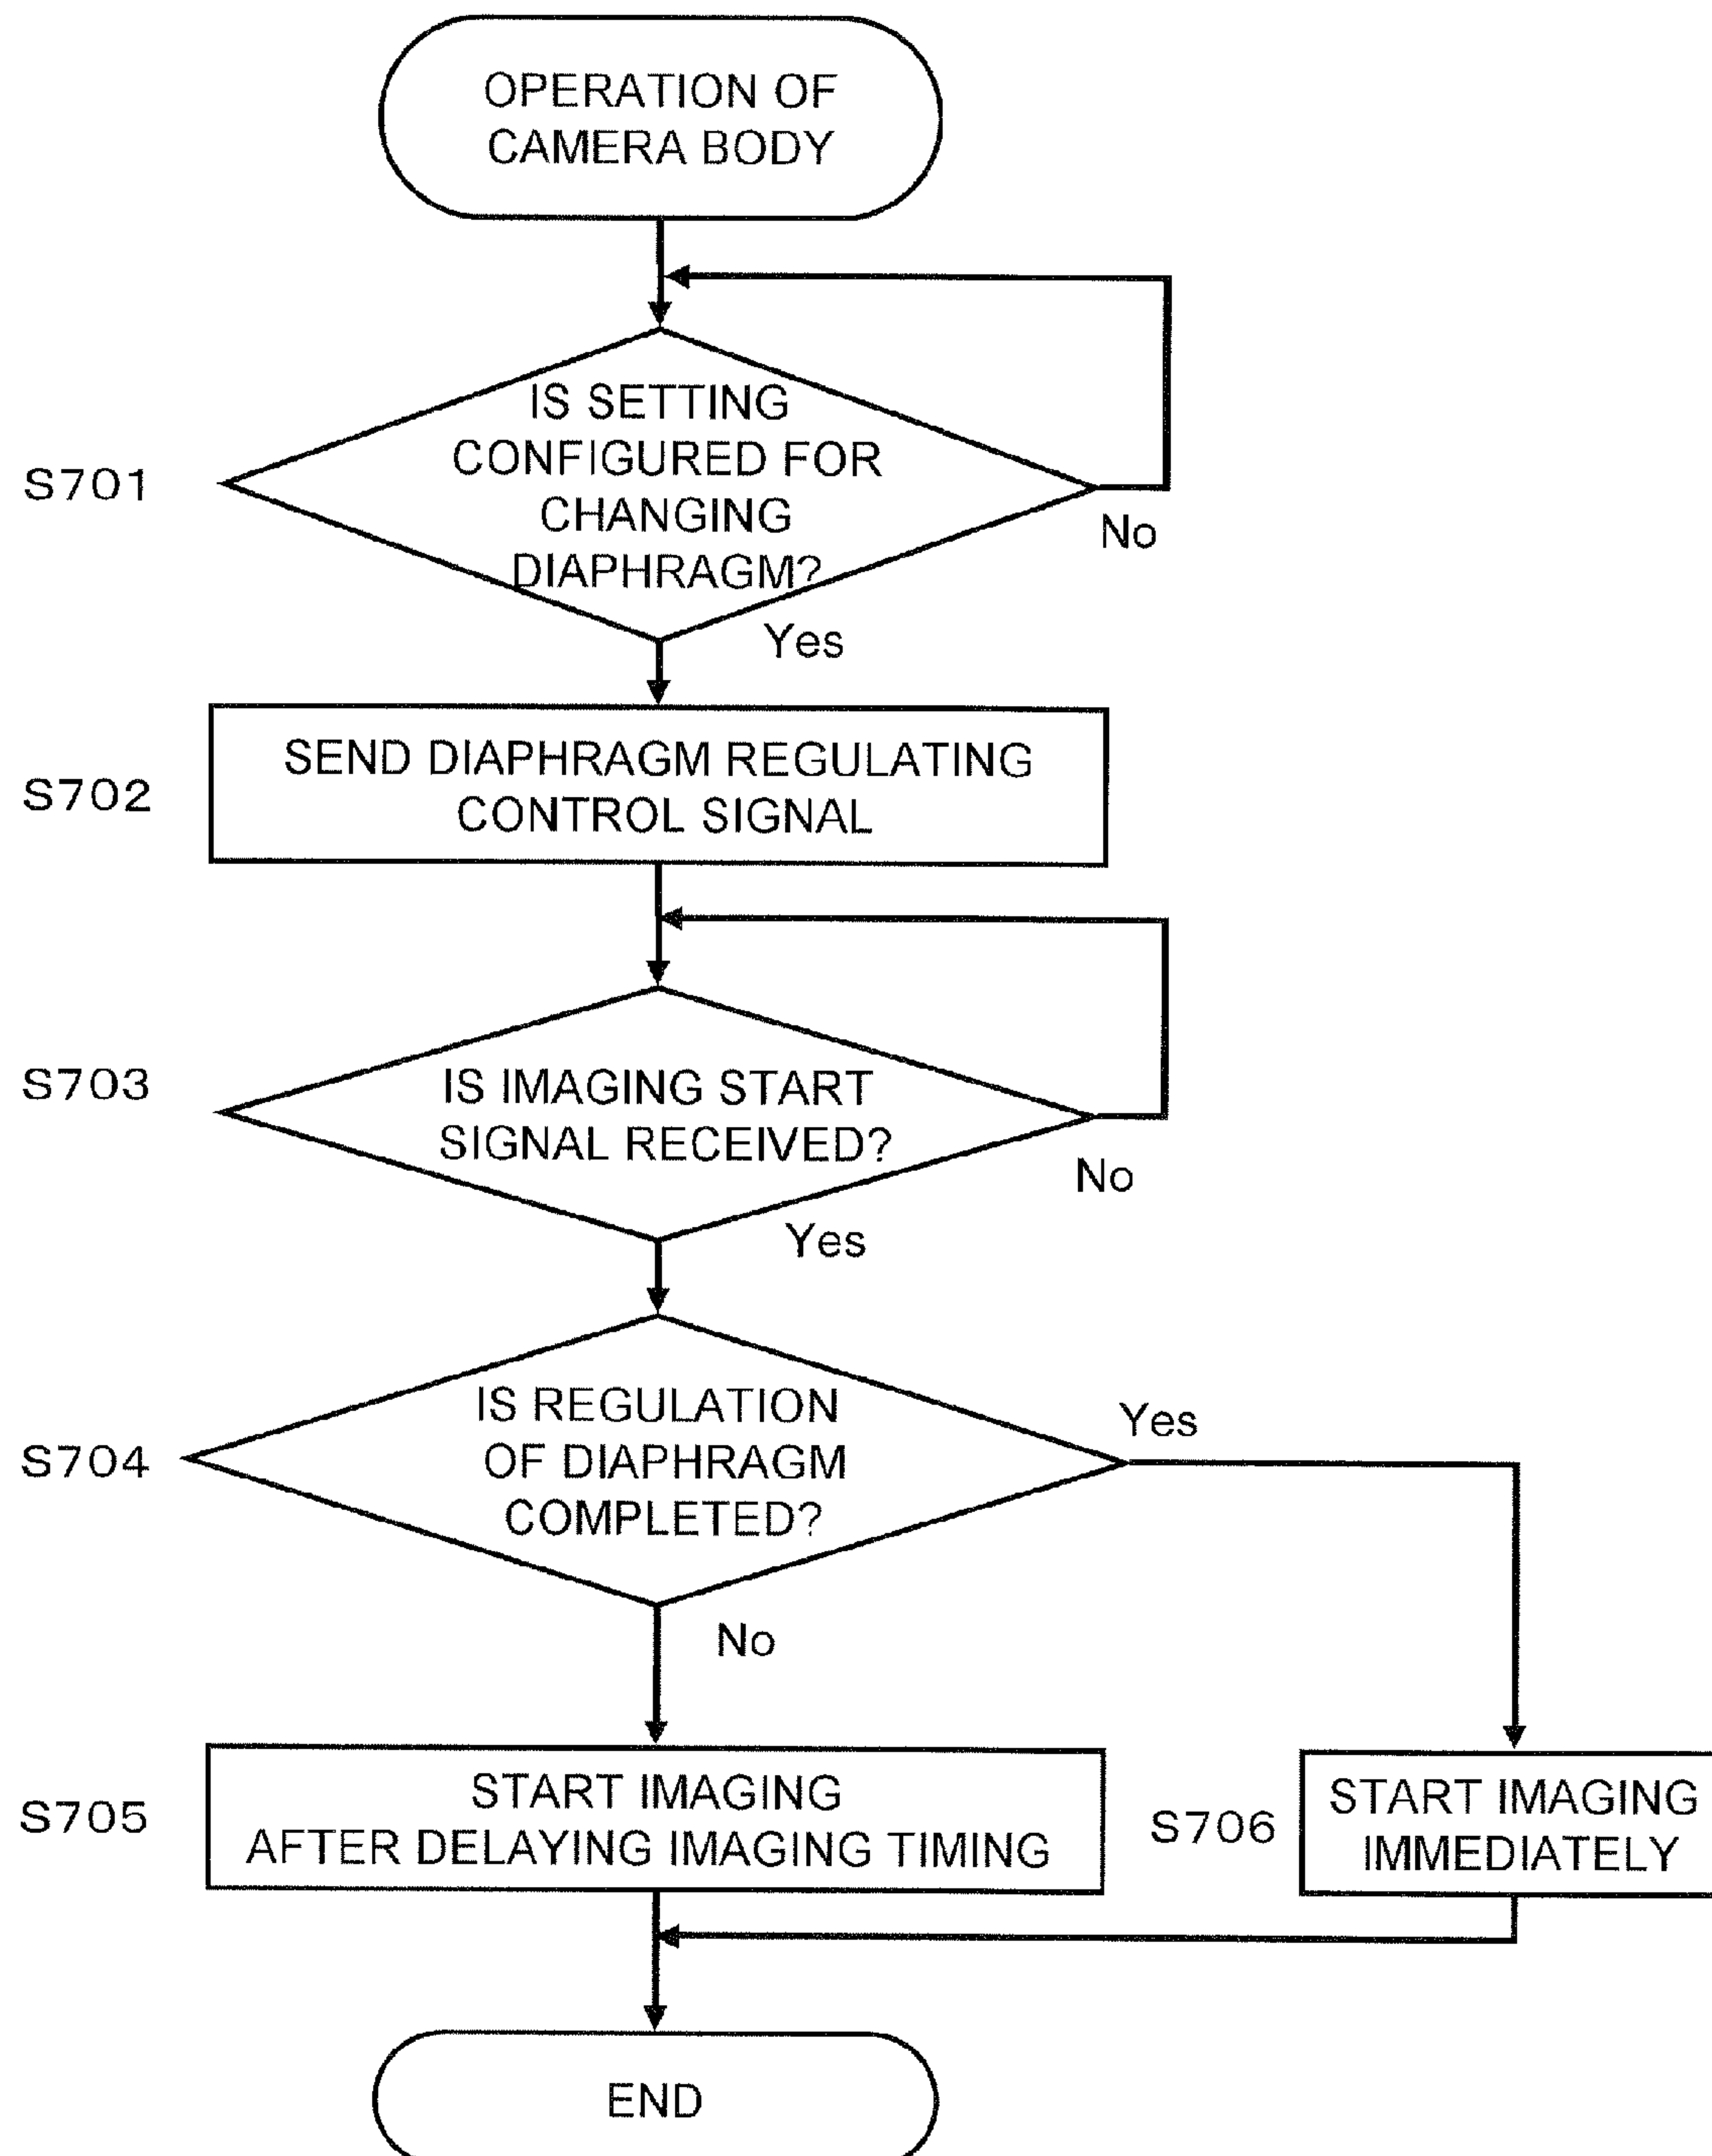 OPERATION OF
CAMERA BODY
S701
IS SETTING
CONFIGURED FOR
CHANGING
DIAPHRAGM?
No
Yes
S702
SEND DIAPHRAGM REGULATING
CONTROL SIGNAL
S703
IS IMAGING START
SIGNAL RECEIVED?
No
Yes
S704
IS REGULATION
OF DIAPHRAGM
COMPLETED?
Yes
No
S705
START IMAGING
AFTER DELAYING IMAGING TIMING
S706
START IMAGING
IMMEDIATELY
END